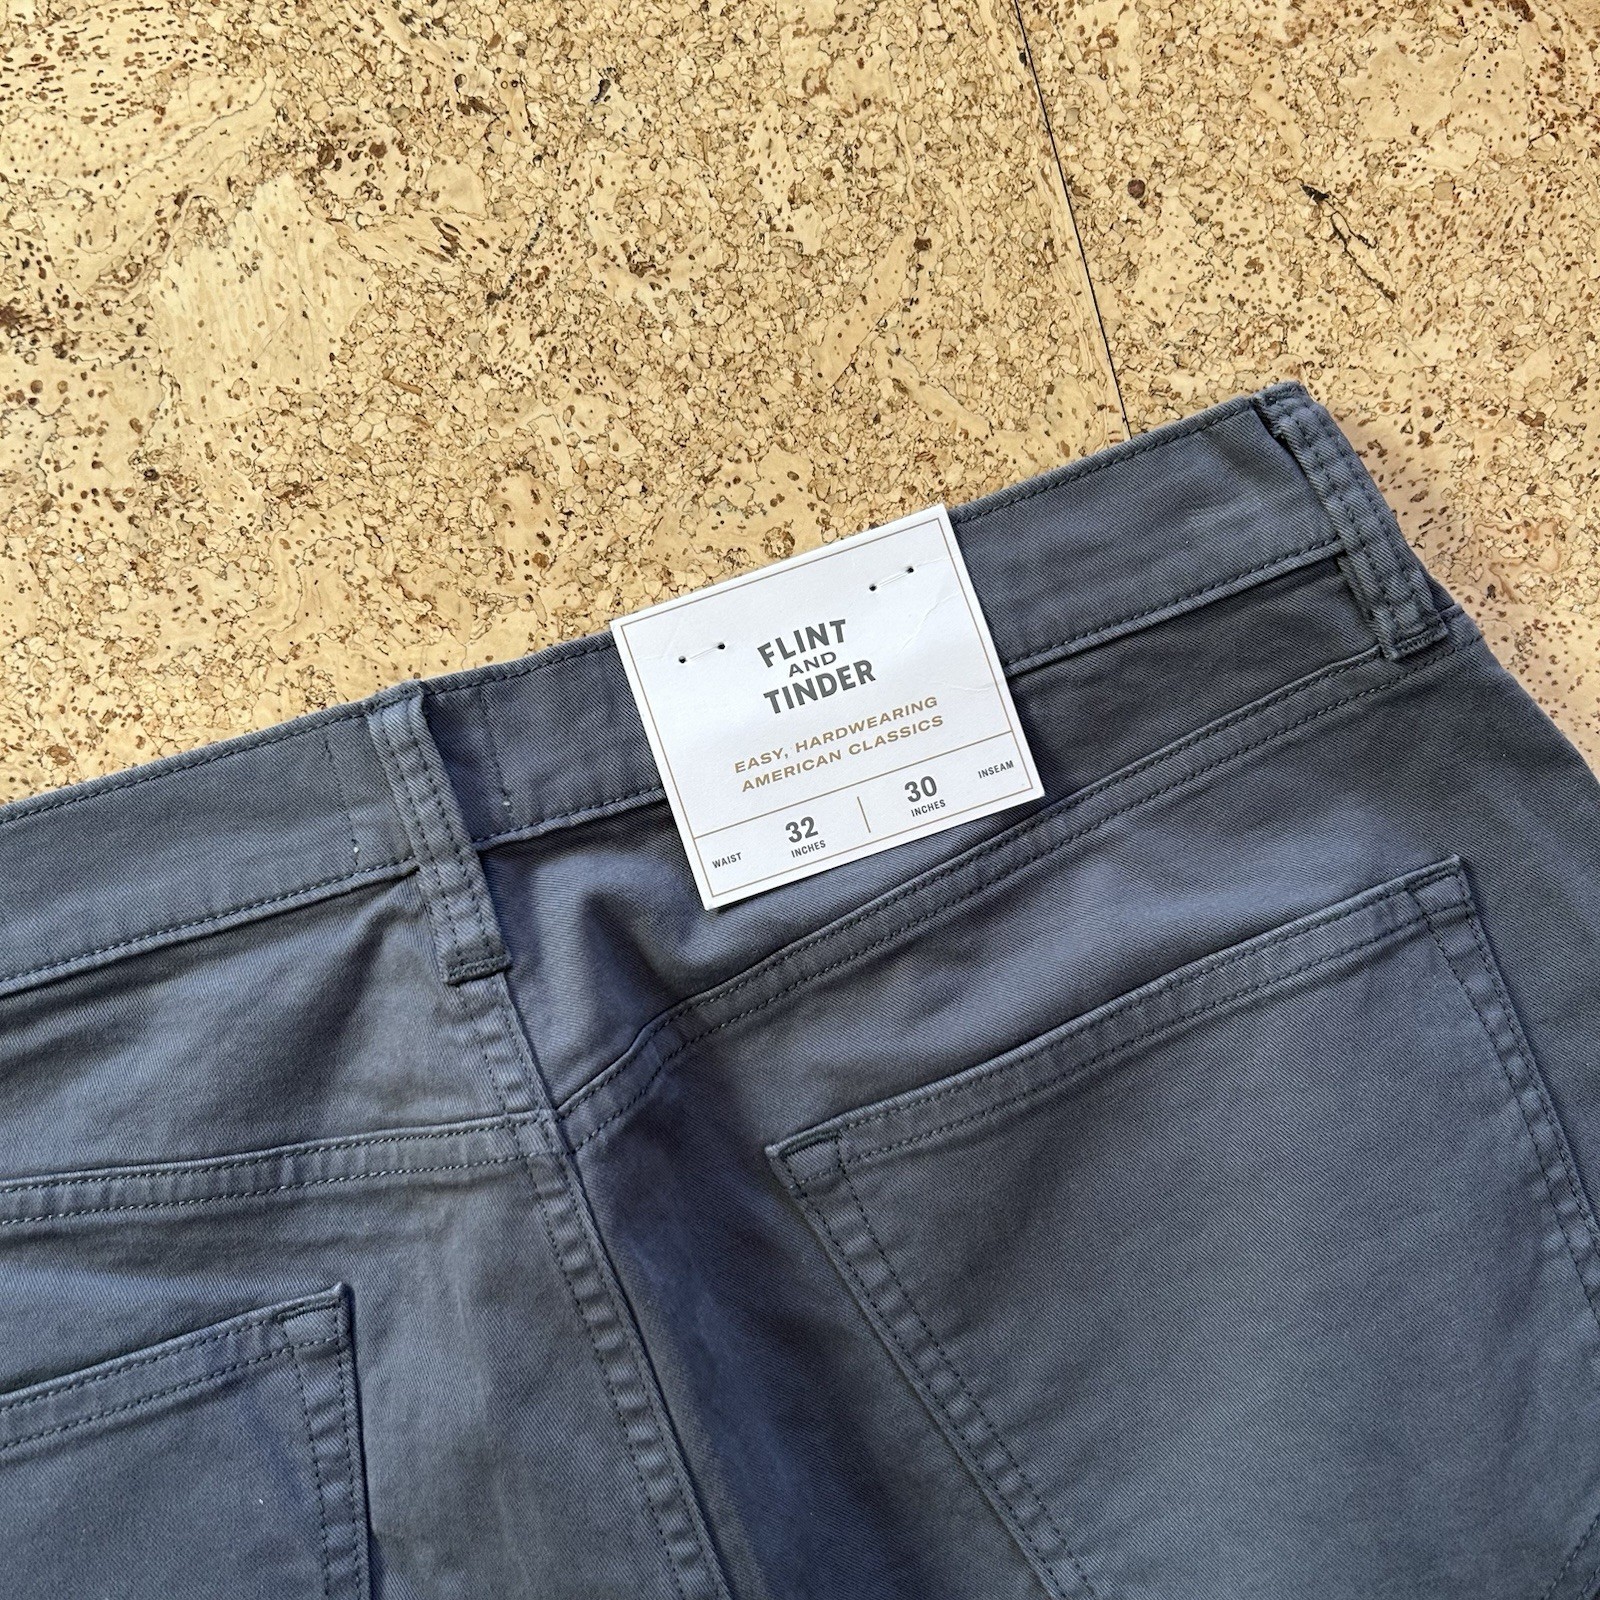 FLINT
AND
TINDER
EASY, HARDWEARING
AMERICAN CLASSICS
WAIST 32 INCHES
30 INCHES INSEAM